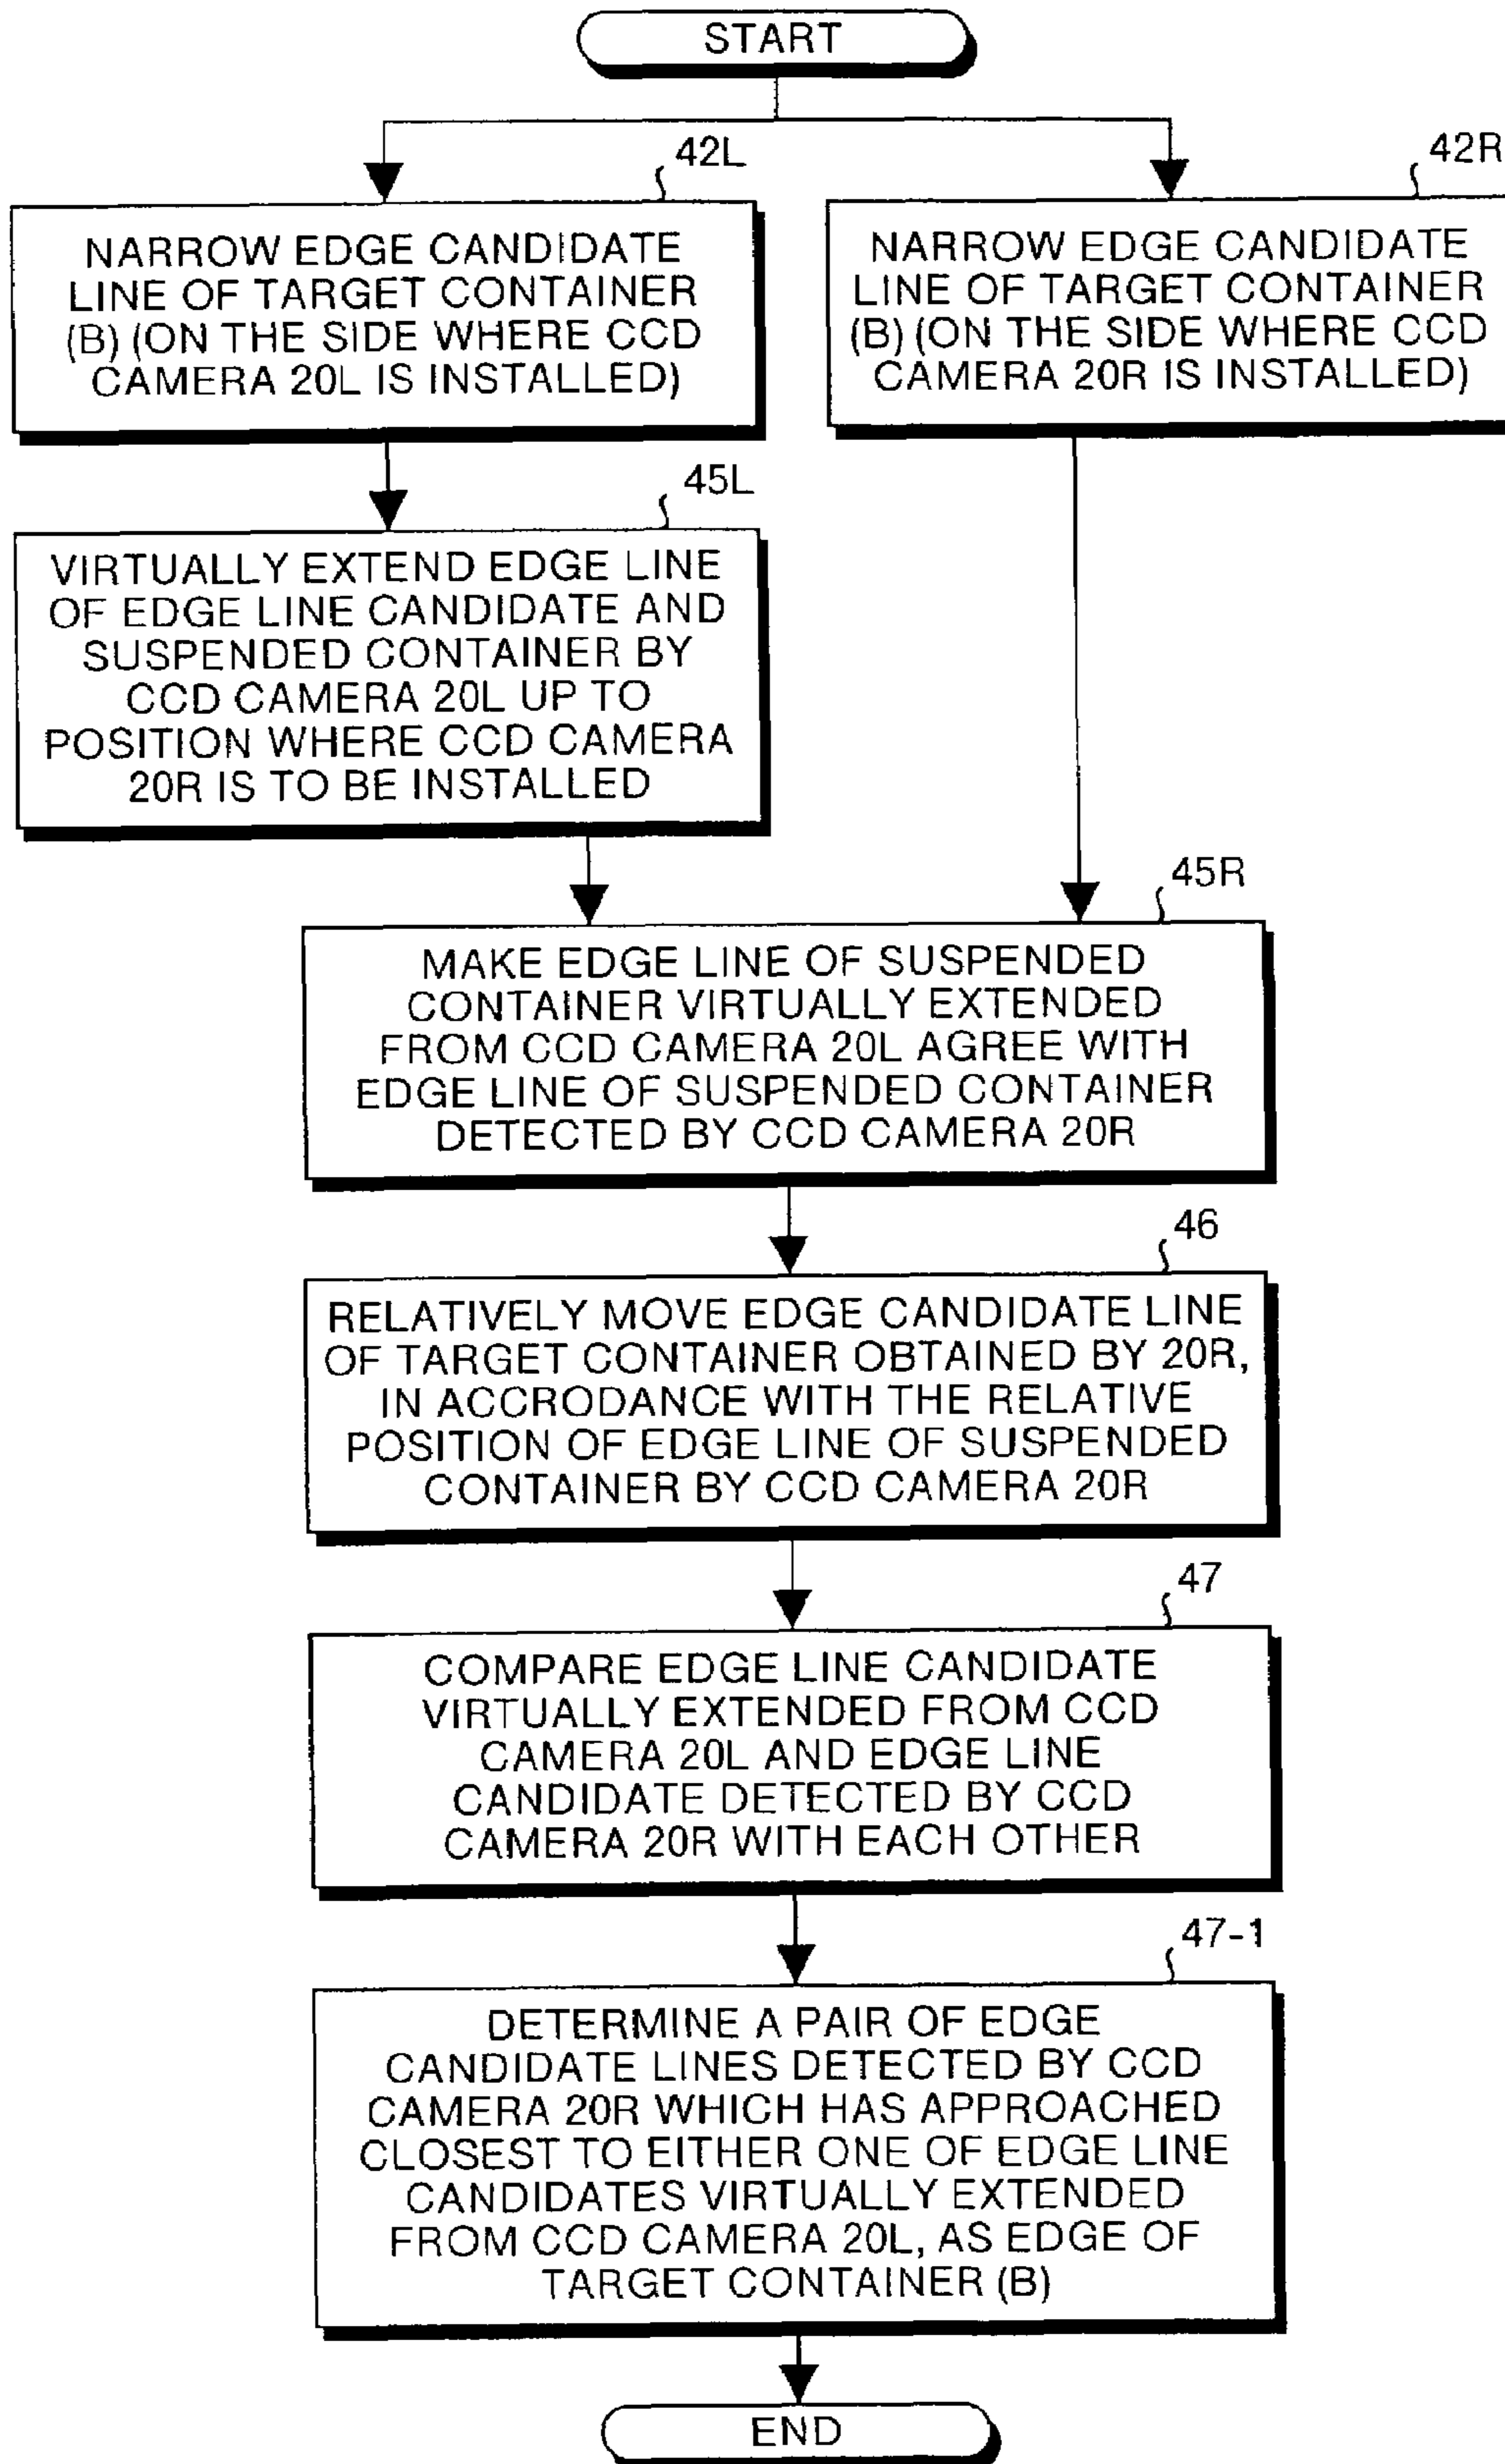 START
42L
NARROW EDGE CANDIDATE
LINE OF TARGET CONTAINER
(B) (ON THE SIDE WHERE CCD
CAMERA 20L IS INSTALLED)
42R
NARROW EDGE CANDIDATE
LINE OF TARGET CONTAINER
(B) (ON THE SIDE WHERE CCD
CAMERA 20R IS INSTALLED)
45L
VIRTUALLY EXTEND EDGE LINE
OF EDGE LINE CANDIDATE AND
SUSPENDED CONTAINER BY
CCD CAMERA 20L UP TO
POSITION WHERE CCD CAMERA
20R IS TO BE INSTALLED
45R
MAKE EDGE LINE OF SUSPENDED
CONTAINER VIRTUALLY EXTENDED
FROM CCD CAMERA 20L AGREE WITH
EDGE LINE OF SUSPENDED CONTAINER
DETECTED BY CCD CAMERA 20R
46
RELATIVELY MOVE EDGE CANDIDATE LINE
OF TARGET CONTAINER OBTAINED BY 20R,
IN ACCRODANCE WITH THE RELATIVE
POSITION OF EDGE LINE OF SUSPENDED
CONTAINER BY CCD CAMERA 20R
47
COMPARE EDGE LINE CANDIDATE
VIRTUALLY EXTENDED FROM CCD
CAMERA 20L AND EDGE LINE
CANDIDATE DETECTED BY CCD
CAMERA 20R WITH EACH OTHER
47-1
DETERMINE A PAIR OF EDGE
CANDIDATE LINES DETECTED BY CCD
CAMERA 20R WHICH HAS APPROACHED
CLOSEST TO EITHER ONE OF EDGE LINE
CANDIDATES VIRTUALLY EXTENDED
FROM CCD CAMERA 20L, AS EDGE OF
TARGET CONTAINER (B)
END